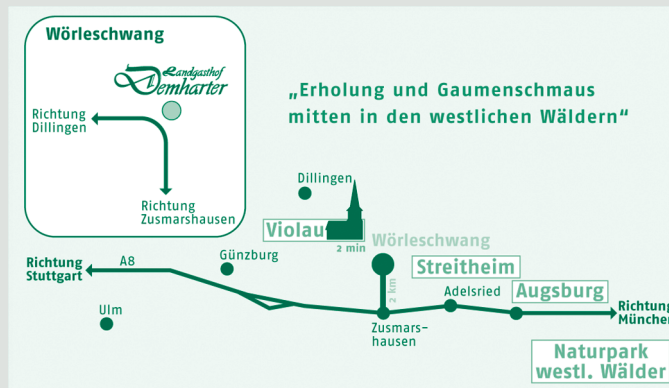 Wörleschwang
Landgasthof
Demharter
Richtung
Dillingen
Richtung
Zusmarshausen
„Erholung und Gaumenschmaus
mitten in den westlichen Wäldern“
Dillingen
Violau
2 min
Wörleschwang
2 km
Streitheim
Günzburg
Richtung
Stuttgart
A8
Adelsried
Augsburg
Richtung
München
Ulm
Zusmars-
hausen
Naturpark
westl. Wälder